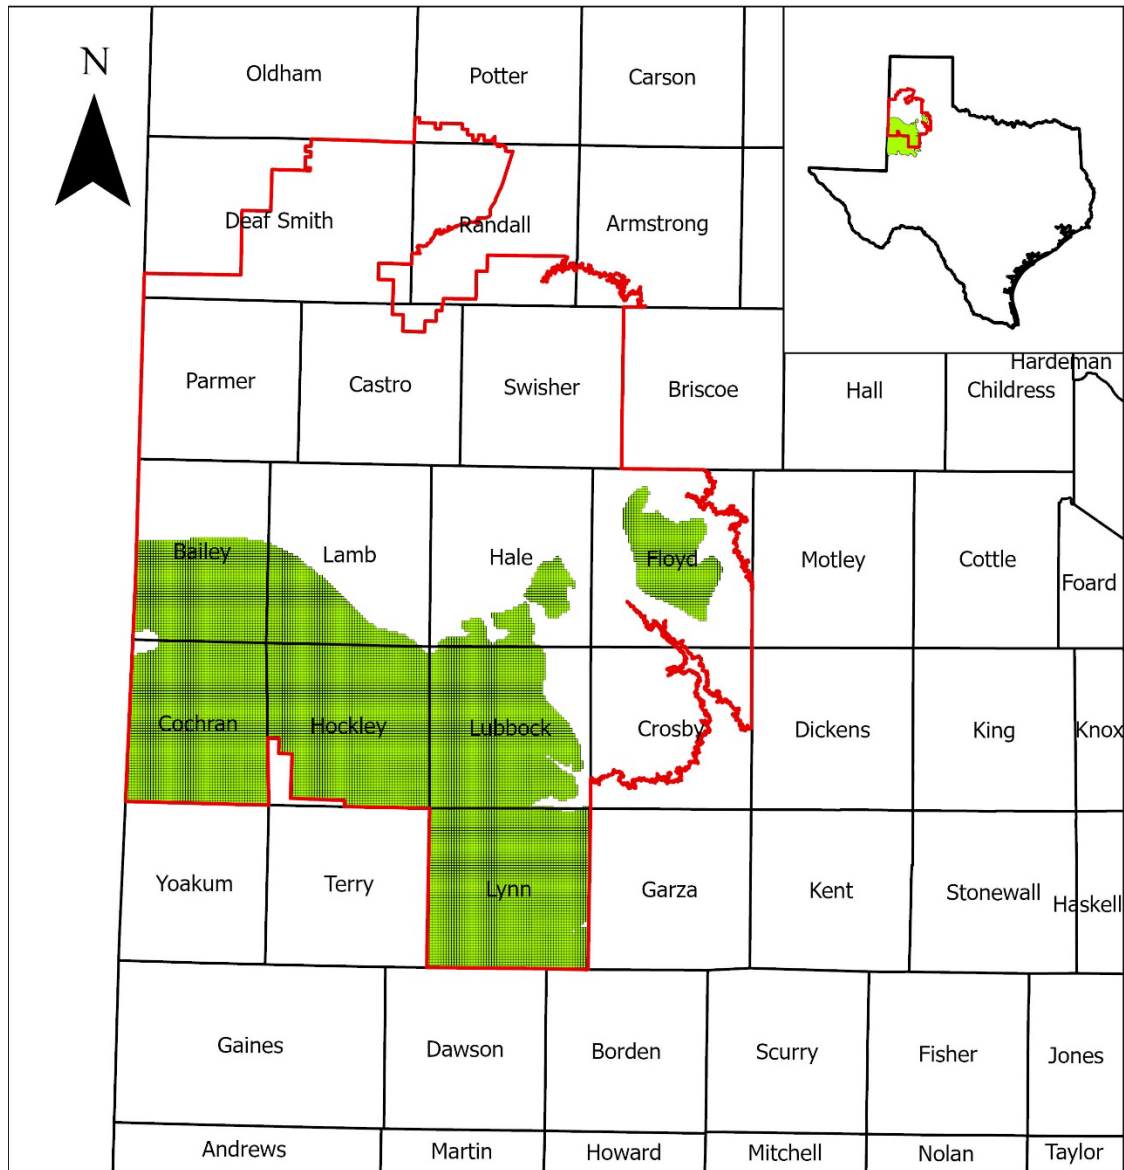 N
Oldham
Potter
Carson
Deaf Smith
Randall
Armstrong
Parmer
Castro
Swisher
Briscoe
Hall
Childress
Hardeman
Bailey
Lamb
Hale
Floyd
Motley
Cottle
Foard
Cochran
Hockley
Lubbock
Crosby
Dickens
King
Knox
Yoakum
Terry
Lynn
Garza
Kent
Stonewall
Haskell
Gaines
Dawson
Borden
Scurry
Fisher
Jones
Andrews
Martin
Howard
Mitchell
Nolan
Taylor